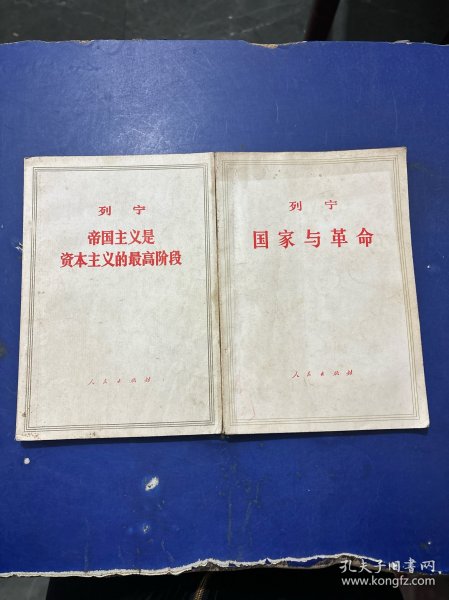 列宁
帝国主义是
资本主义的最高阶段
人民出版社
列宁
国家与革命
人民出版社
孔夫子旧书网
www.kongfz.com